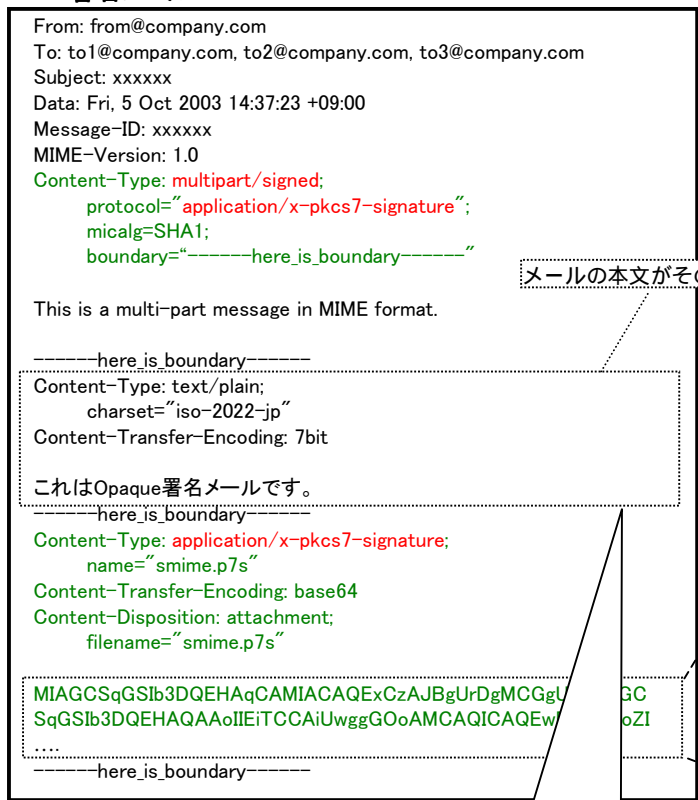 From: from@company.com
To: to1@company.com, to2@company.com, to3@company.com
Subject: xxxxxx
Data: Fri, 5 Oct 2003 14:37:23 +09:00
Message-ID: xxxxxx
MIME-Version: 1.0
Content-Type: multipart/signed;
protocol="application/x-pkcs7-signature";
micalg=SHA1;
boundary=“------here_is_boundary------"
メールの本文がそ
This is a multi-part message in MIME format.
------here_is_boundary------
Content-Type: text/plain;
charset="iso-2022-jp"
Content-Transfer-Encoding: 7bit
これはOpaque署名メールです。
------here_is_boundary------
Content-Type: application/x-pkcs7-signature;
name="smime.p7s"
Content-Transfer-Encoding: base64
Content-Disposition: attachment;
filename="smime.p7s"
MIAGCSqGSIb3DQEHAqCAMIACAQExCzAJBgUrDgMCGgU GC
SqGSIb3DQEHAQAAoIIEiTCCAiUwggGOoAMCAQICAQEw oZI
....
------here_is_boundary------